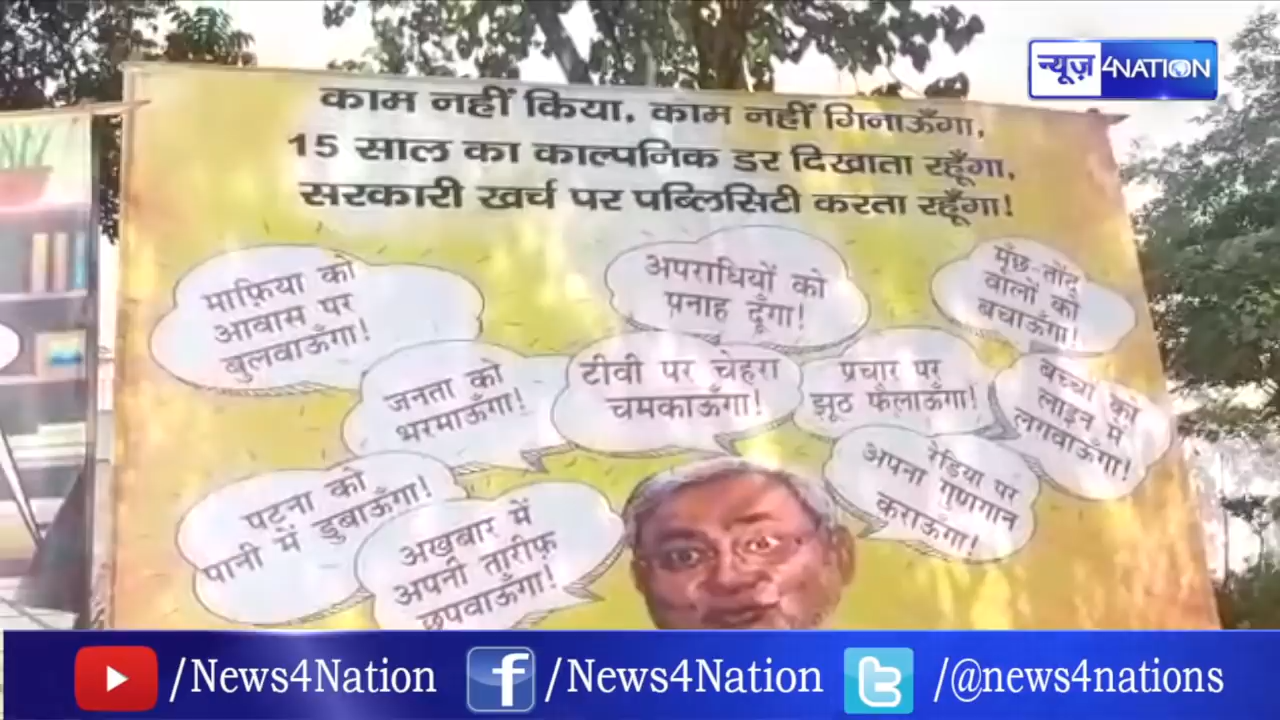 न्यूज़ 4NATION
काम नहीं किया, काम नहीं गिनाऊँगा,
15 साल का काल्पनिक डर दिखाता रहूँगा,
सरकारी खर्च पर पब्लिसिटी करता रहूँगा!
माफ़िया को
आवास पर
बुलवाऊँगा!
अपराधियों को
पनाह दूँगा!
मूँछ-तोंद
वालों को
बचाऊँगा!
जनता को
भरमाऊँगा!
टीवी पर चेहरा
चमकाऊँगा!
प्रचार पर
झूठ फैलाऊँगा!
बच्चों को
लाइन में
लगवाऊँगा!
पटना को
पानी में डुबाऊँगा!
अखबार में
अपनी तारीफ़
छपवाऊँगा!
रेडिया पर
अपना गुणगान
कराऊँगा!
/News4Nation /News4Nation /@news4nations